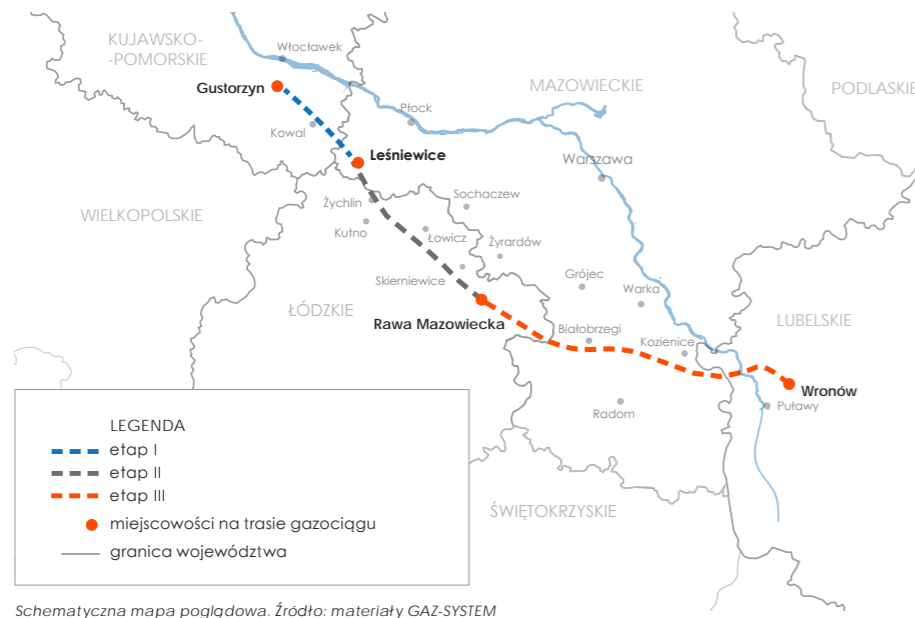 KUJAWSKO-
-POMORSKIE
Włocławek
Gustorzyn
MAZOWIECKIE
PODLASKIE
Płock
Kowal
Leśniewice
Warszawa
WIELKOPOLSKIE
Żychlin
Sochaczew
Kutno
Łowicz
Żyrardów
Skierniewice
Grójec
Warka
ŁÓDZKIE
Rawa Mazowiecka
Białobrzegi
Kozienice
LUBELSKIE
Wronów
Radom
Puławy
ŚWIĘTOKRZYSKIE
LEGENDA
etap I
etap II
etap III
miejscowości na trasie gazociągu
granica województwa
Schematyczna mapa poglądowa. Źródło: materiały GAZ-SYSTEM